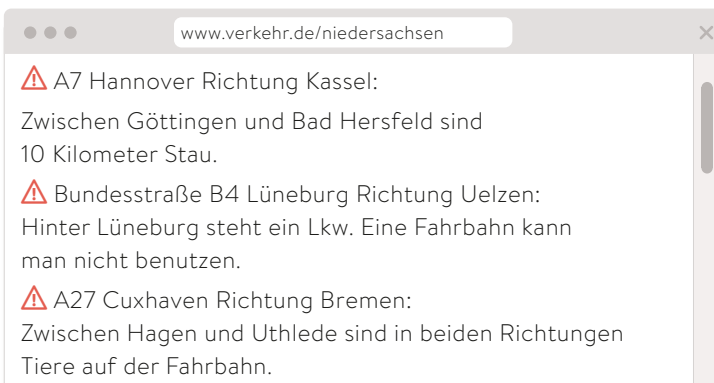 www.verkehr.de/niedersachsen
A7 Hannover Richtung Kassel:
Zwischen Göttingen und Bad Hersfeld sind
10 Kilometer Stau.
Bundesstraße B4 Lüneburg Richtung Uelzen:
Hinter Lüneburg steht ein Lkw. Eine Fahrbahn kann
man nicht benutzen.
A27 Cuxhaven Richtung Bremen:
Zwischen Hagen und Uthlede sind in beiden Richtungen
Tiere auf der Fahrbahn.